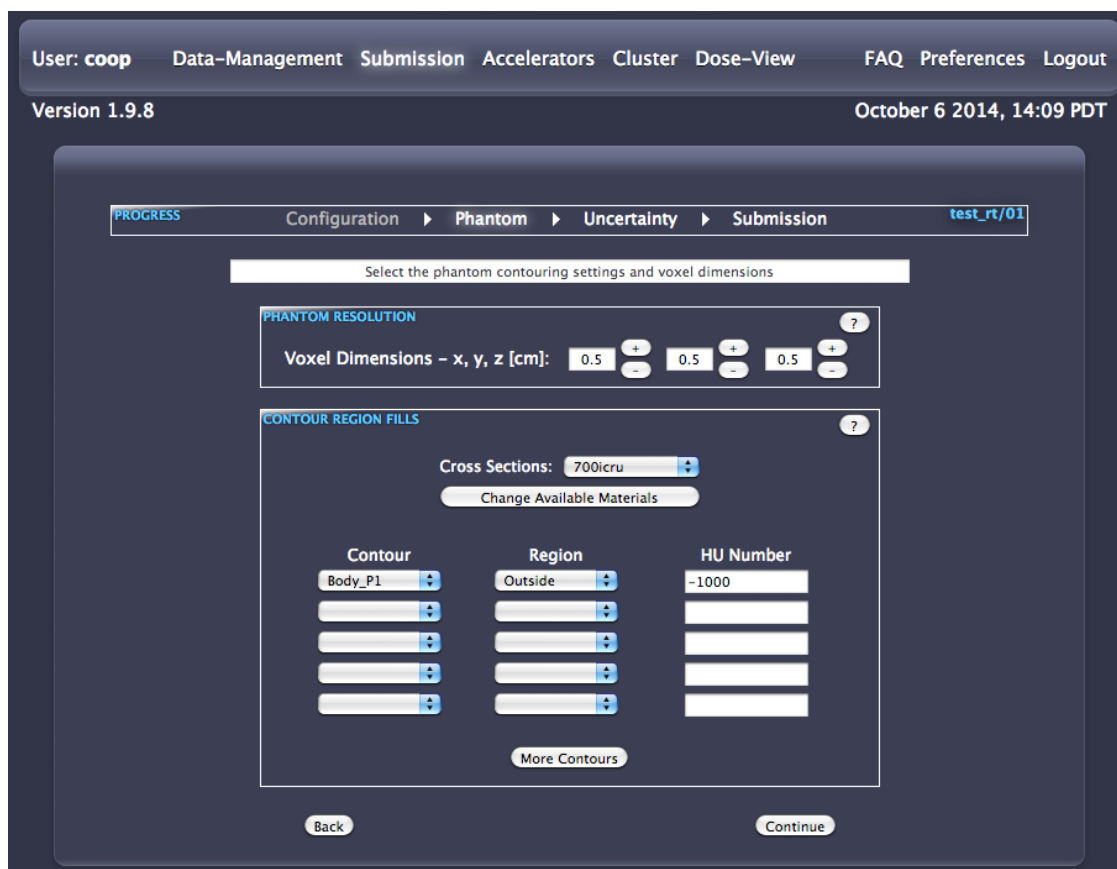 User: coop Data-Management Submission Accelerators Cluster Dose-View FAQ Preferences Logout
Version 1.9.8 October 6 2014, 14:09 PDT
PROGRESS Configuration Phantom Uncertainty Submission test_rt/01
Select the phantom contouring settings and voxel dimensions
PHANTOM RESOLUTION ?
Voxel Dimensions - x, y, z [cm]: 0.5 + - 0.5 + - 0.5 + -
CONTOUR REGION FILLS ?
Cross Sections: 700icru
Change Available Materials
Contour Region HU Number
Body_P1 Outside -1000
More Contours
Back Continue